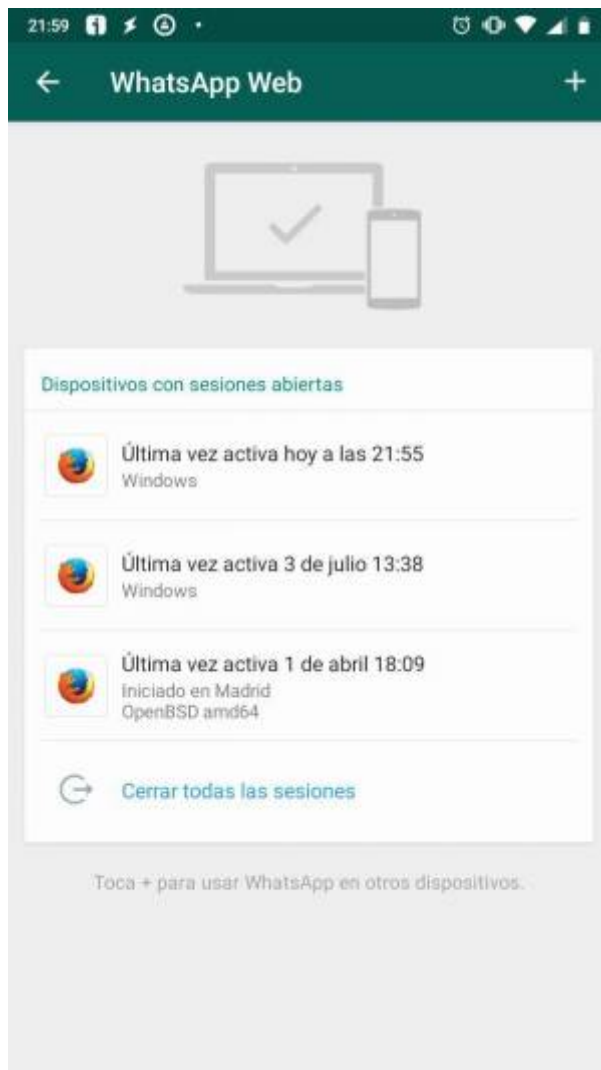 21:59
WhatsApp Web
Dispositivos con sesiones abiertas
Última vez activa hoy a las 21:55
Windows
Última vez activa 3 de julio 13:38
Windows
Última vez activa 1 de abril 18:09
Iniciado en Madrid
OpenBSD amd64
Cerrar todas las sesiones
Toca + para usar WhatsApp en otros dispositivos.